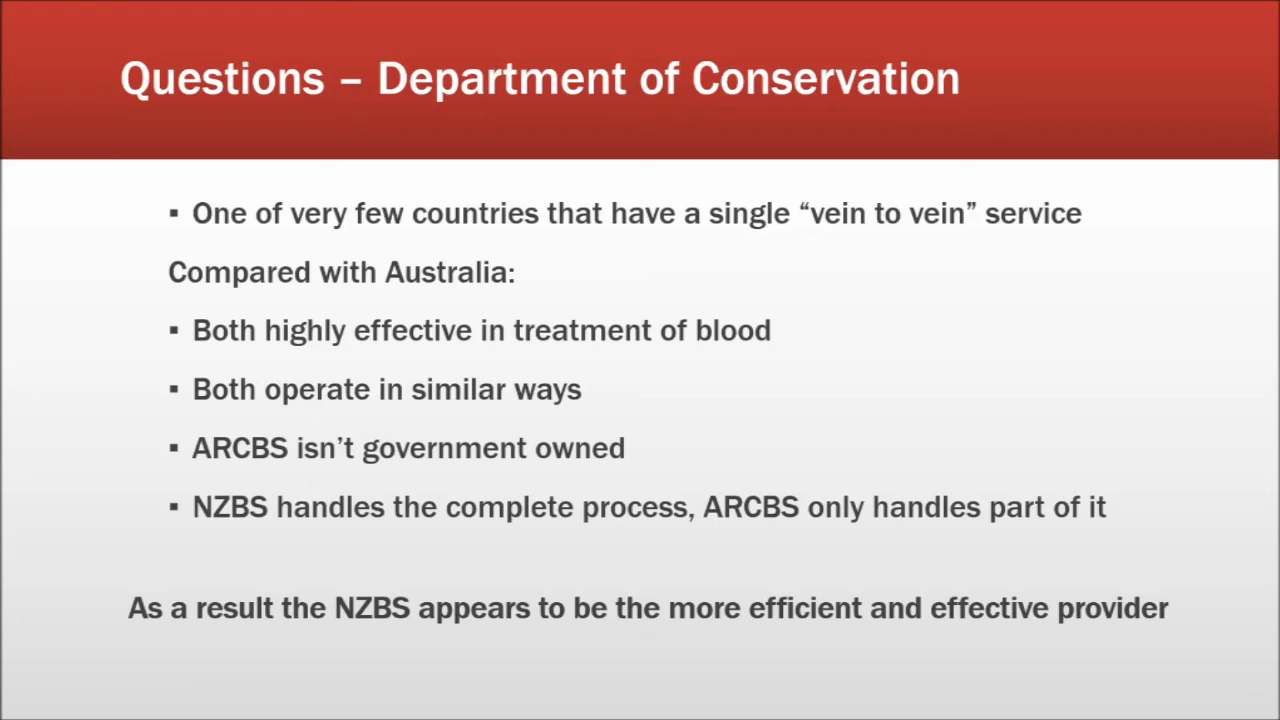 Questions – Department of Conservation
▪ One of very few countries that have a single “vein to vein” service
Compared with Australia:
▪ Both highly effective in treatment of blood
▪ Both operate in similar ways
▪ ARCBS isn’t government owned
▪ NZBS handles the complete process, ARCBS only handles part of it
As a result the NZBS appears to be the more efficient and effective provider